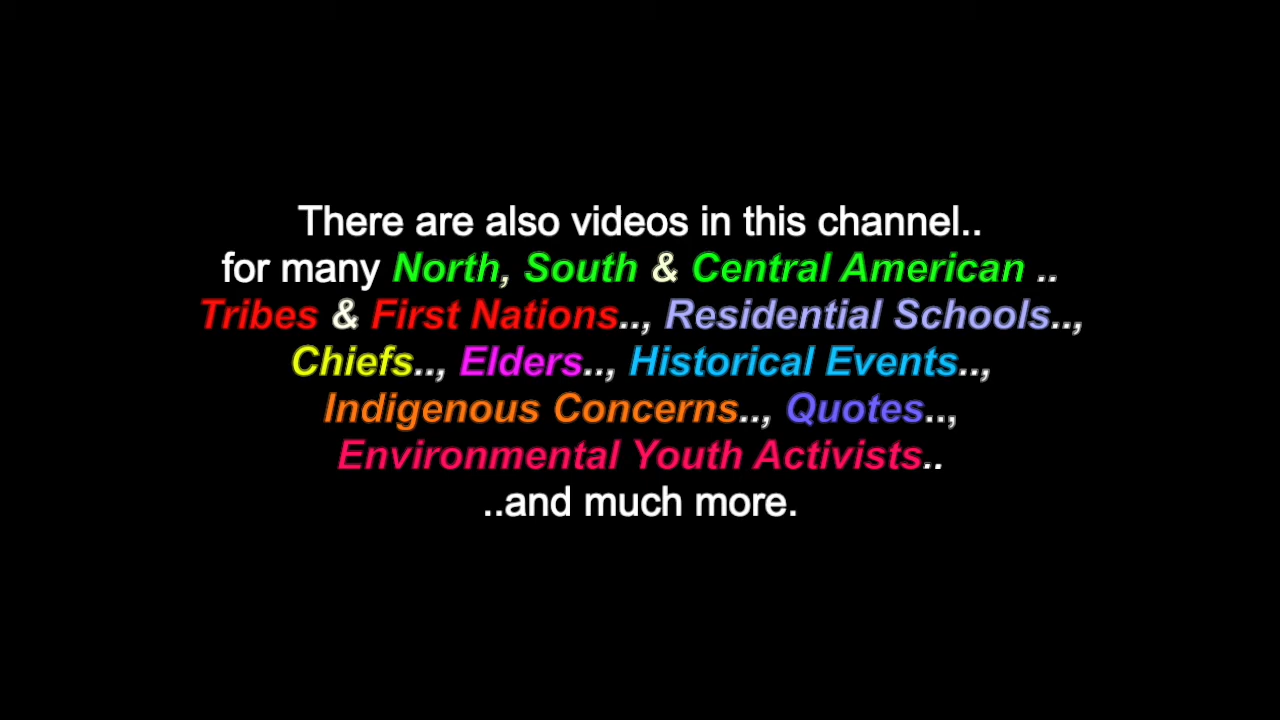 There are also videos in this channel..
for many North, South & Central American ..
Tribes & First Nations.., Residential Schools..,
Chiefs.., Elders.., Historical Events..,
Indigenous Concerns.., Quotes..,
Environmental Youth Activists..
..and much more.